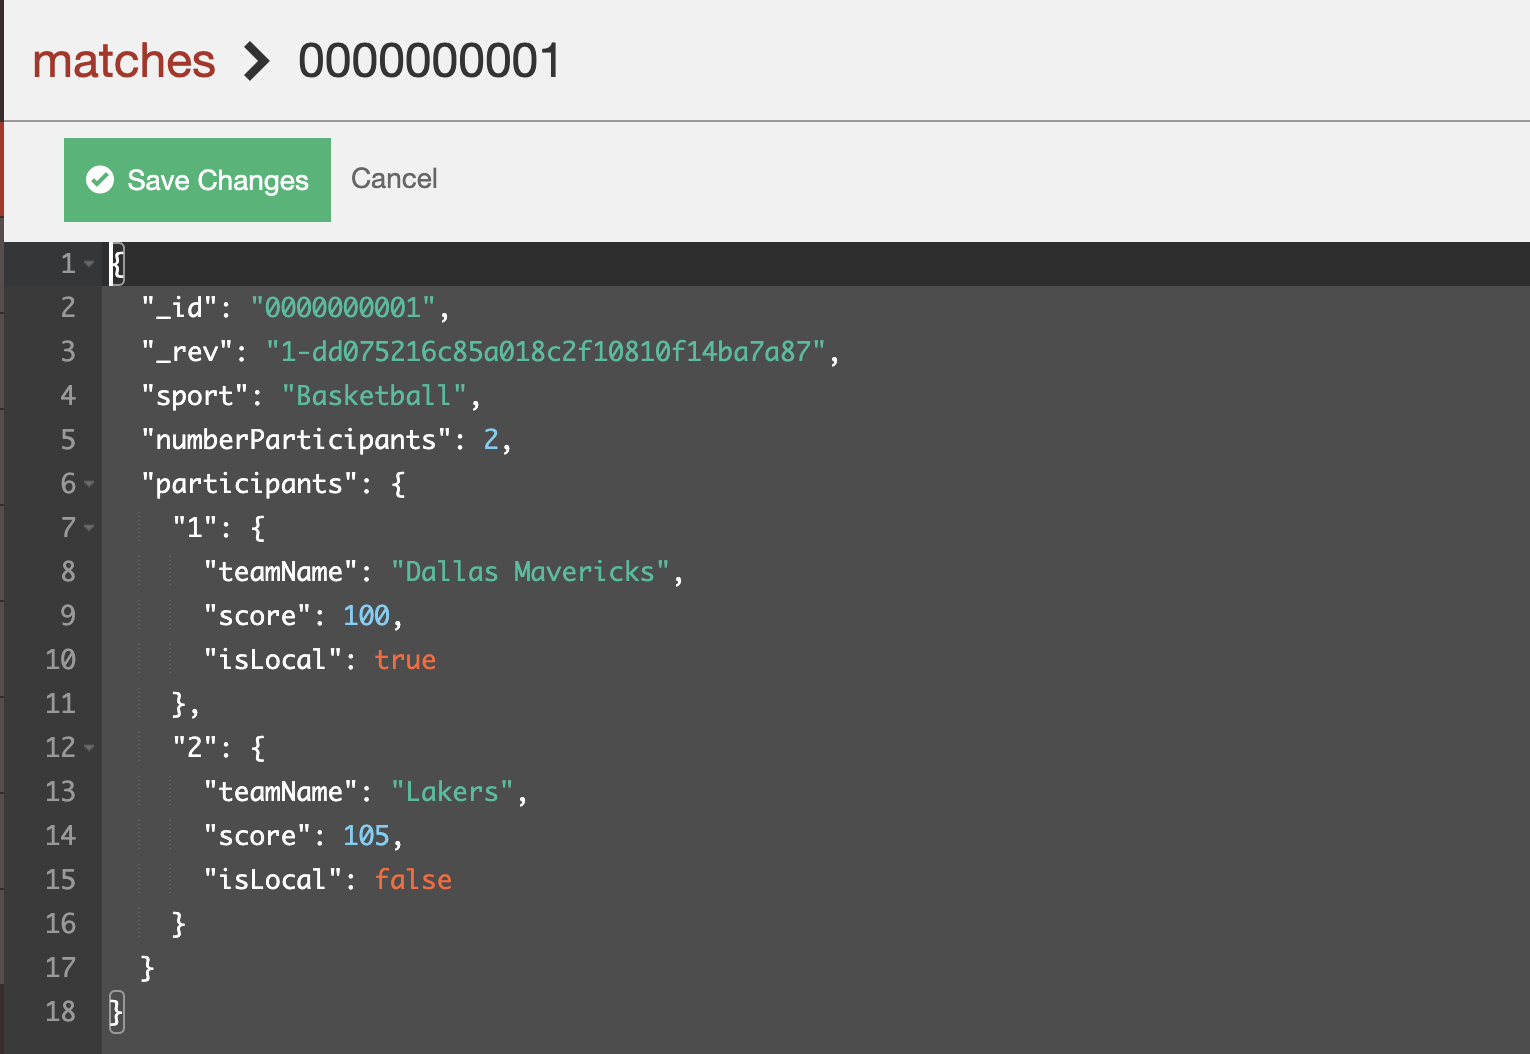 matches > 0000000001
Save Changes Cancel
1 {
2 "_id": "0000000001",
3 "_rev": "1-dd075216c85a018c2f10810f14ba7a87",
4 "sport": "Basketball",
5 "numberParticipants": 2,
6 "participants": {
7 "1": {
8 "teamName": "Dallas Mavericks",
9 "score": 100,
10 "isLocal": true
11 },
12 "2": {
13 "teamName": "Lakers",
14 "score": 105,
15 "isLocal": false
16 }
17 }
18 }